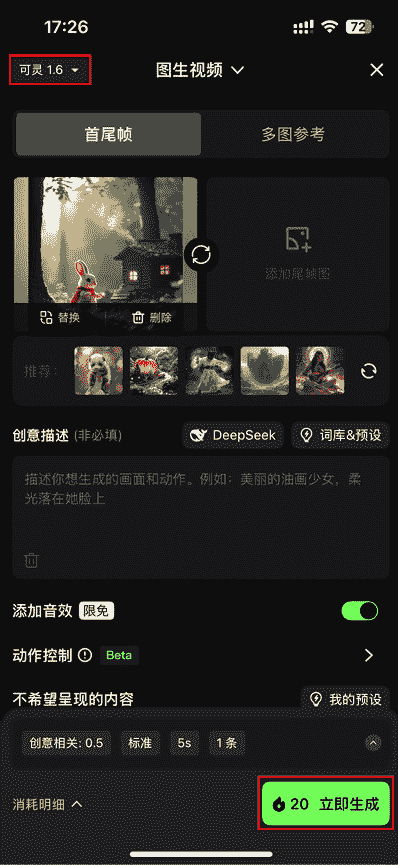 17:26
72
可灵 1.6
图生视频
首尾帧
多图参考
替换
删除
添加尾帧图
推荐：
创意描述 (非必填)
DeepSeek
词库&预设
描述你想生成的画面和动作。例如：美丽的油画少女，柔
光落在她脸上
添加音效 限免
动作控制 Beta
不希望呈现的内容
我的预设
创意相关: 0.5
标准
5s
1 条
消耗明细
20 立即生成